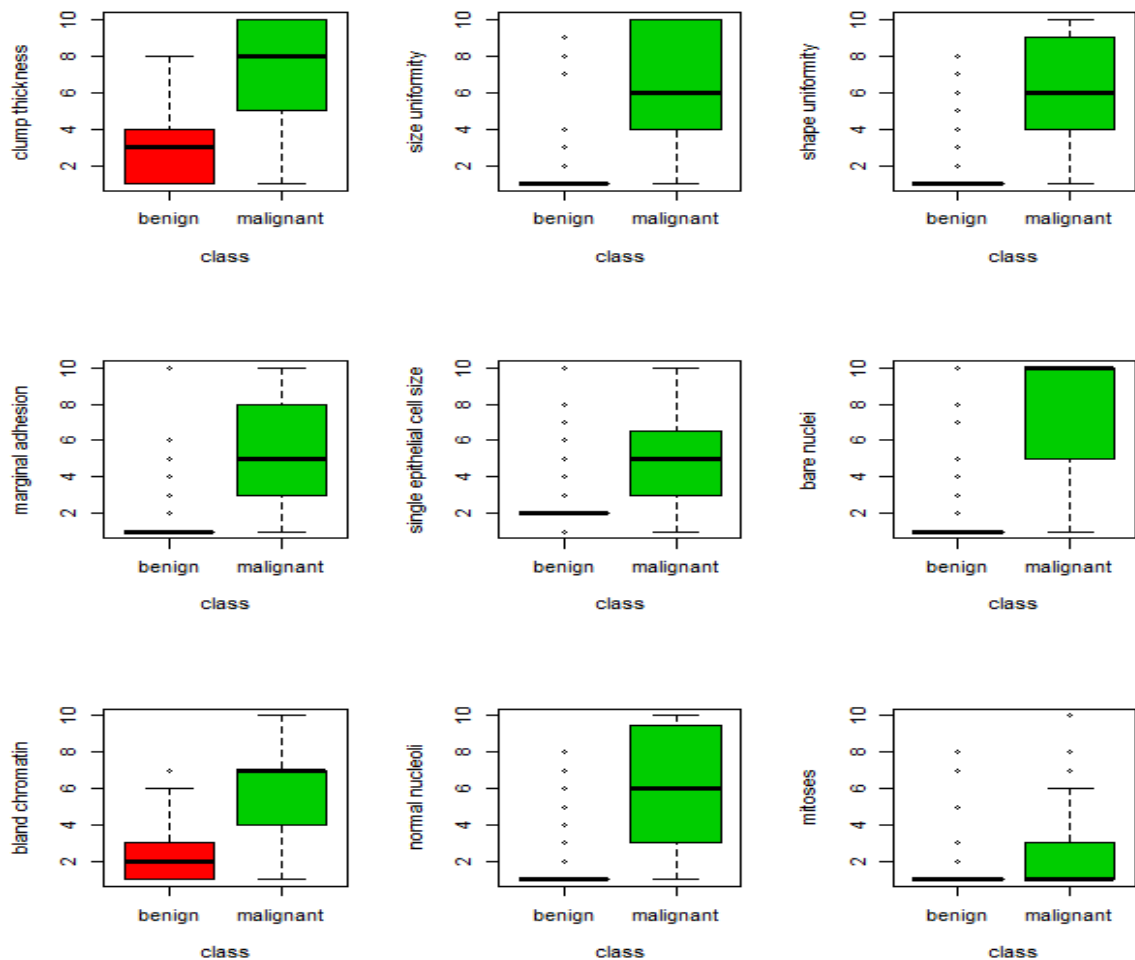 clump thickness
10
8
6
4
2
benign malignant
class
size uniformity
10
8
6
4
2
benign malignant
class
shape uniformity
10
8
6
4
2
benign malignant
class
marginal adhesion
10
8
6
4
2
benign malignant
class
single epithelial cell size
10
8
6
4
2
benign malignant
class
bare nuclei
10
8
6
4
2
benign malignant
class
bland chromatin
10
8
6
4
2
benign malignant
class
normal nucleoli
10
8
6
4
2
benign malignant
class
mitoses
10
8
6
4
2
benign malignant
class